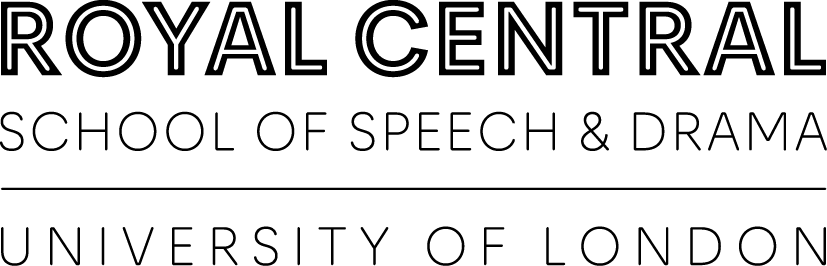 ROYAL CENTRAL
SCHOOL OF SPEECH & DRAMA
UNIVERSITY OF LONDON